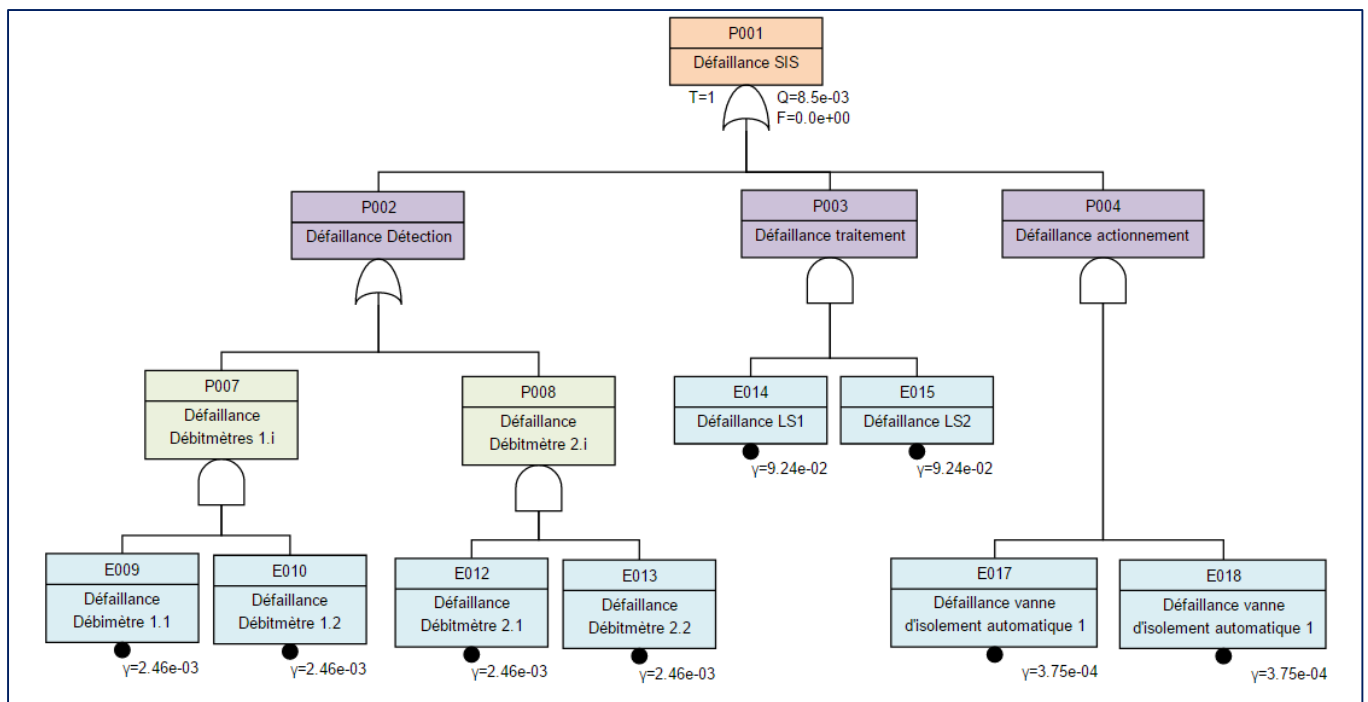 P001
Défaillance SIS
T=1
Q=8.5e-03
F=0.0e+00
P002
Défaillance Détection
P003
Défaillance traitement
P004
Défaillance actionnement
P007
Défaillance
Débitmètres 1.i
P008
Défaillance
Débitmètre 2.i
E014
Défaillance LS1
γ=9.24e-02
E015
Défaillance LS2
γ=9.24e-02
E009
Défaillance
Débimètre 1.1
γ=2.46e-03
E010
Défaillance
Débitmètre 1.2
γ=2.46e-03
E012
Défaillance
Débitmètre 2.1
γ=2.46e-03
E013
Défaillance
Débitmètre 2.2
γ=2.46e-03
E017
Défaillance vanne
d'isolement automatique 1
γ=3.75e-04
E018
Défaillance vanne
d'isolement automatique 1
γ=3.75e-04